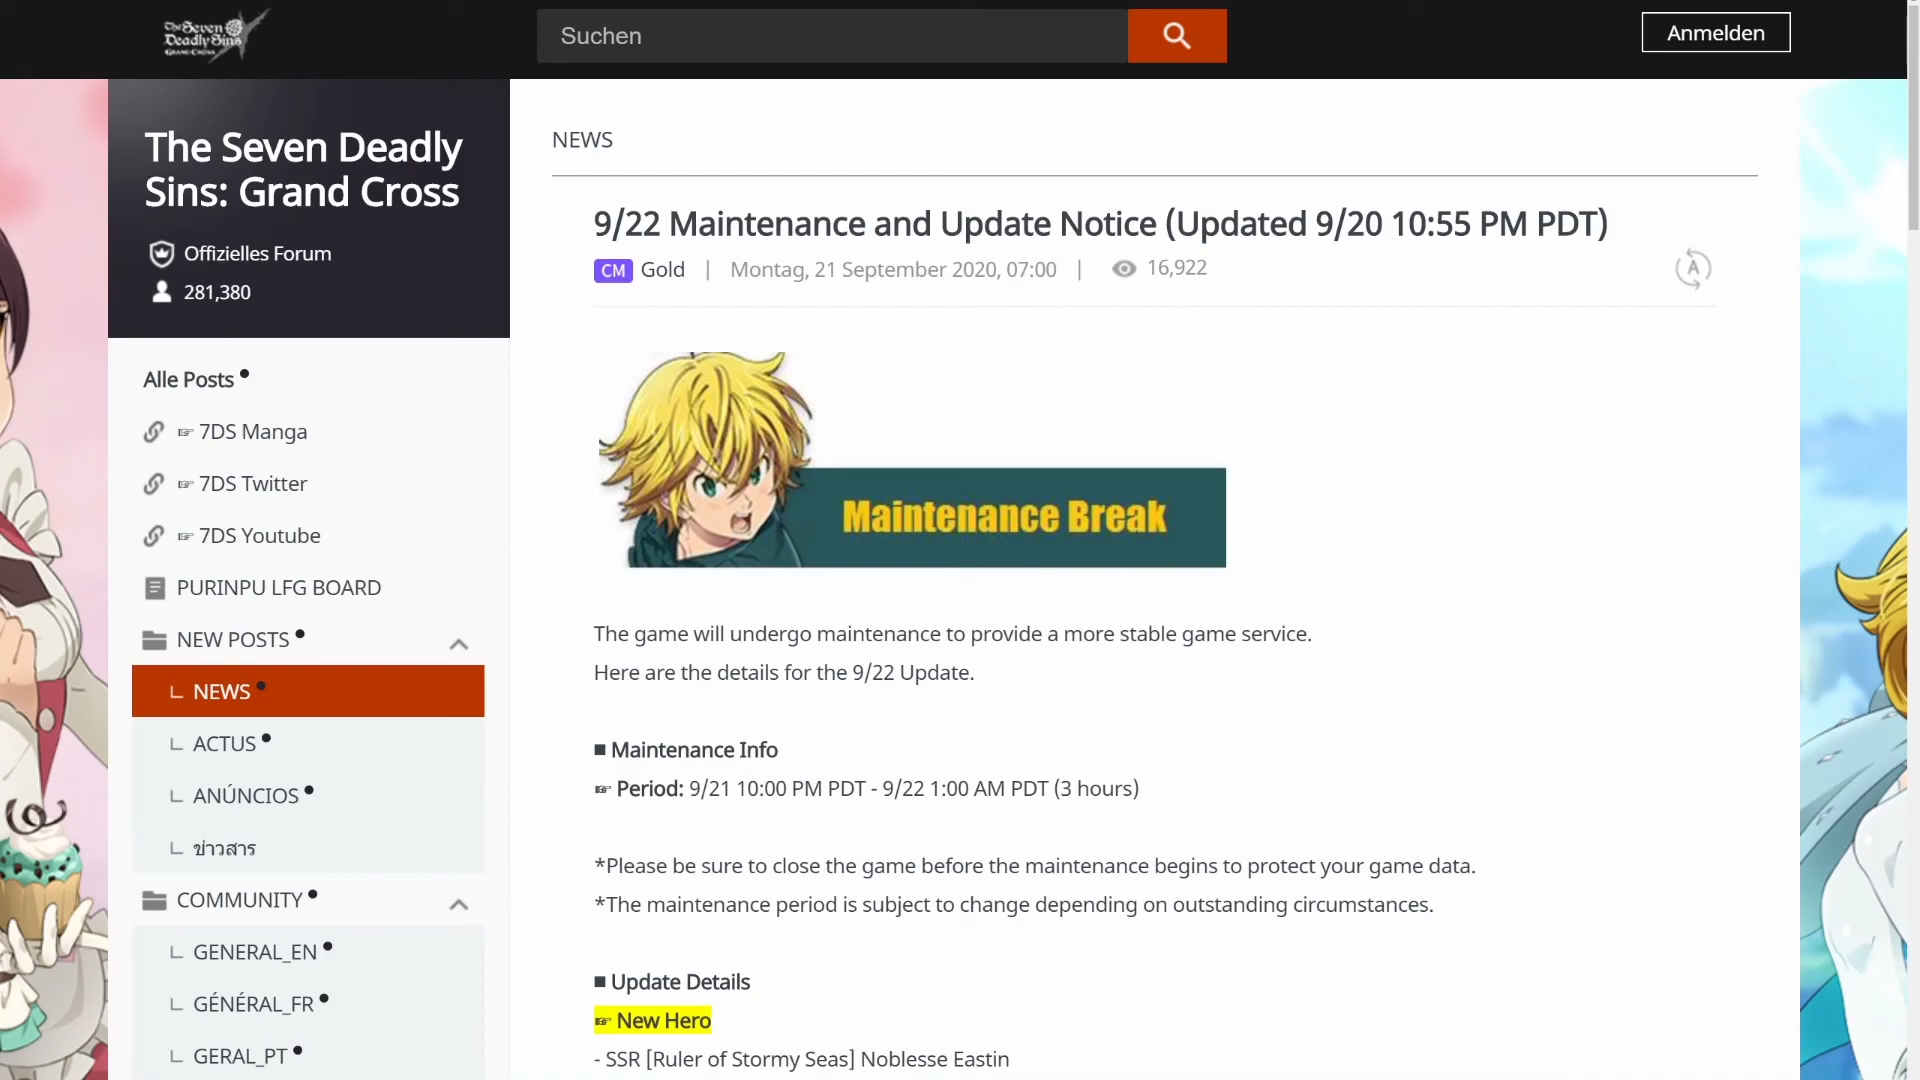 The Seven
Deadly Sins
GRAND CROSS
Suchen
Anmelden
The Seven Deadly
Sins: Grand Cross
Offizielles Forum
281,380
Alle Posts
☞ 7DS Manga
☞ 7DS Twitter
☞ 7DS Youtube
PURINPU LFG BOARD
NEW POSTS
NEWS
ACTUS
ANÚNCIOS
ข่าวสาร
COMMUNITY
GENERAL_EN
GÉNÉRAL_FR
GERAL_PT
NEWS
9/22 Maintenance and Update Notice (Updated 9/20 10:55 PM PDT)
CM Gold | Montag, 21 September 2020, 07:00 | 16,922
A
Maintenance Break
The game will undergo maintenance to provide a more stable game service.
Here are the details for the 9/22 Update.
■ Maintenance Info
☞ Period: 9/21 10:00 PM PDT - 9/22 1:00 AM PDT (3 hours)
*Please be sure to close the game before the maintenance begins to protect your game data.
*The maintenance period is subject to change depending on outstanding circumstances.
■ Update Details
☞ New Hero
- SSR [Ruler of Stormy Seas] Noblesse Eastin